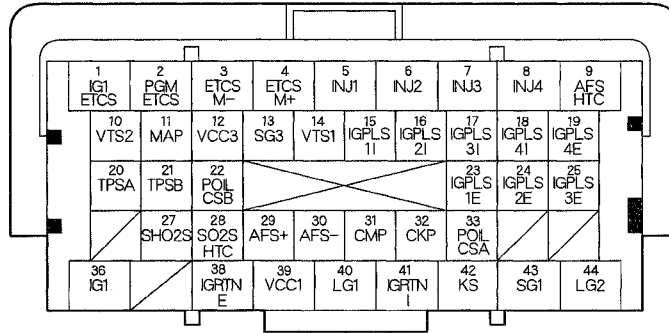 1 2 3 4 5 6 7 8 9
IG1 PGM ETCS ETCS INJ1 INJ2 INJ3 INJ4 AFS
ETCS ETCS M− M+ HTC
10 11 12 13 14 15 16 17 18 19
VTS2 MAP VCC3 SG3 VTS1 IGPLS IGPLS IGPLS IGPLS IGPLS
1I 2I 3I 4I 4E
20 21 22 23 24 25
TPSA TPSB POIL IGPLS IGPLS IGPLS
CSB 1E 2E 3E
27 28 29 30 31 32 33
SHO2S SO2S AFS+ AFS− CMP CKP POIL
HTC CSA
36 38 39 40 41 42 43 44
IG1 IGRTN VCC1 LG1 IGRTN KS SG1 LG2
E I